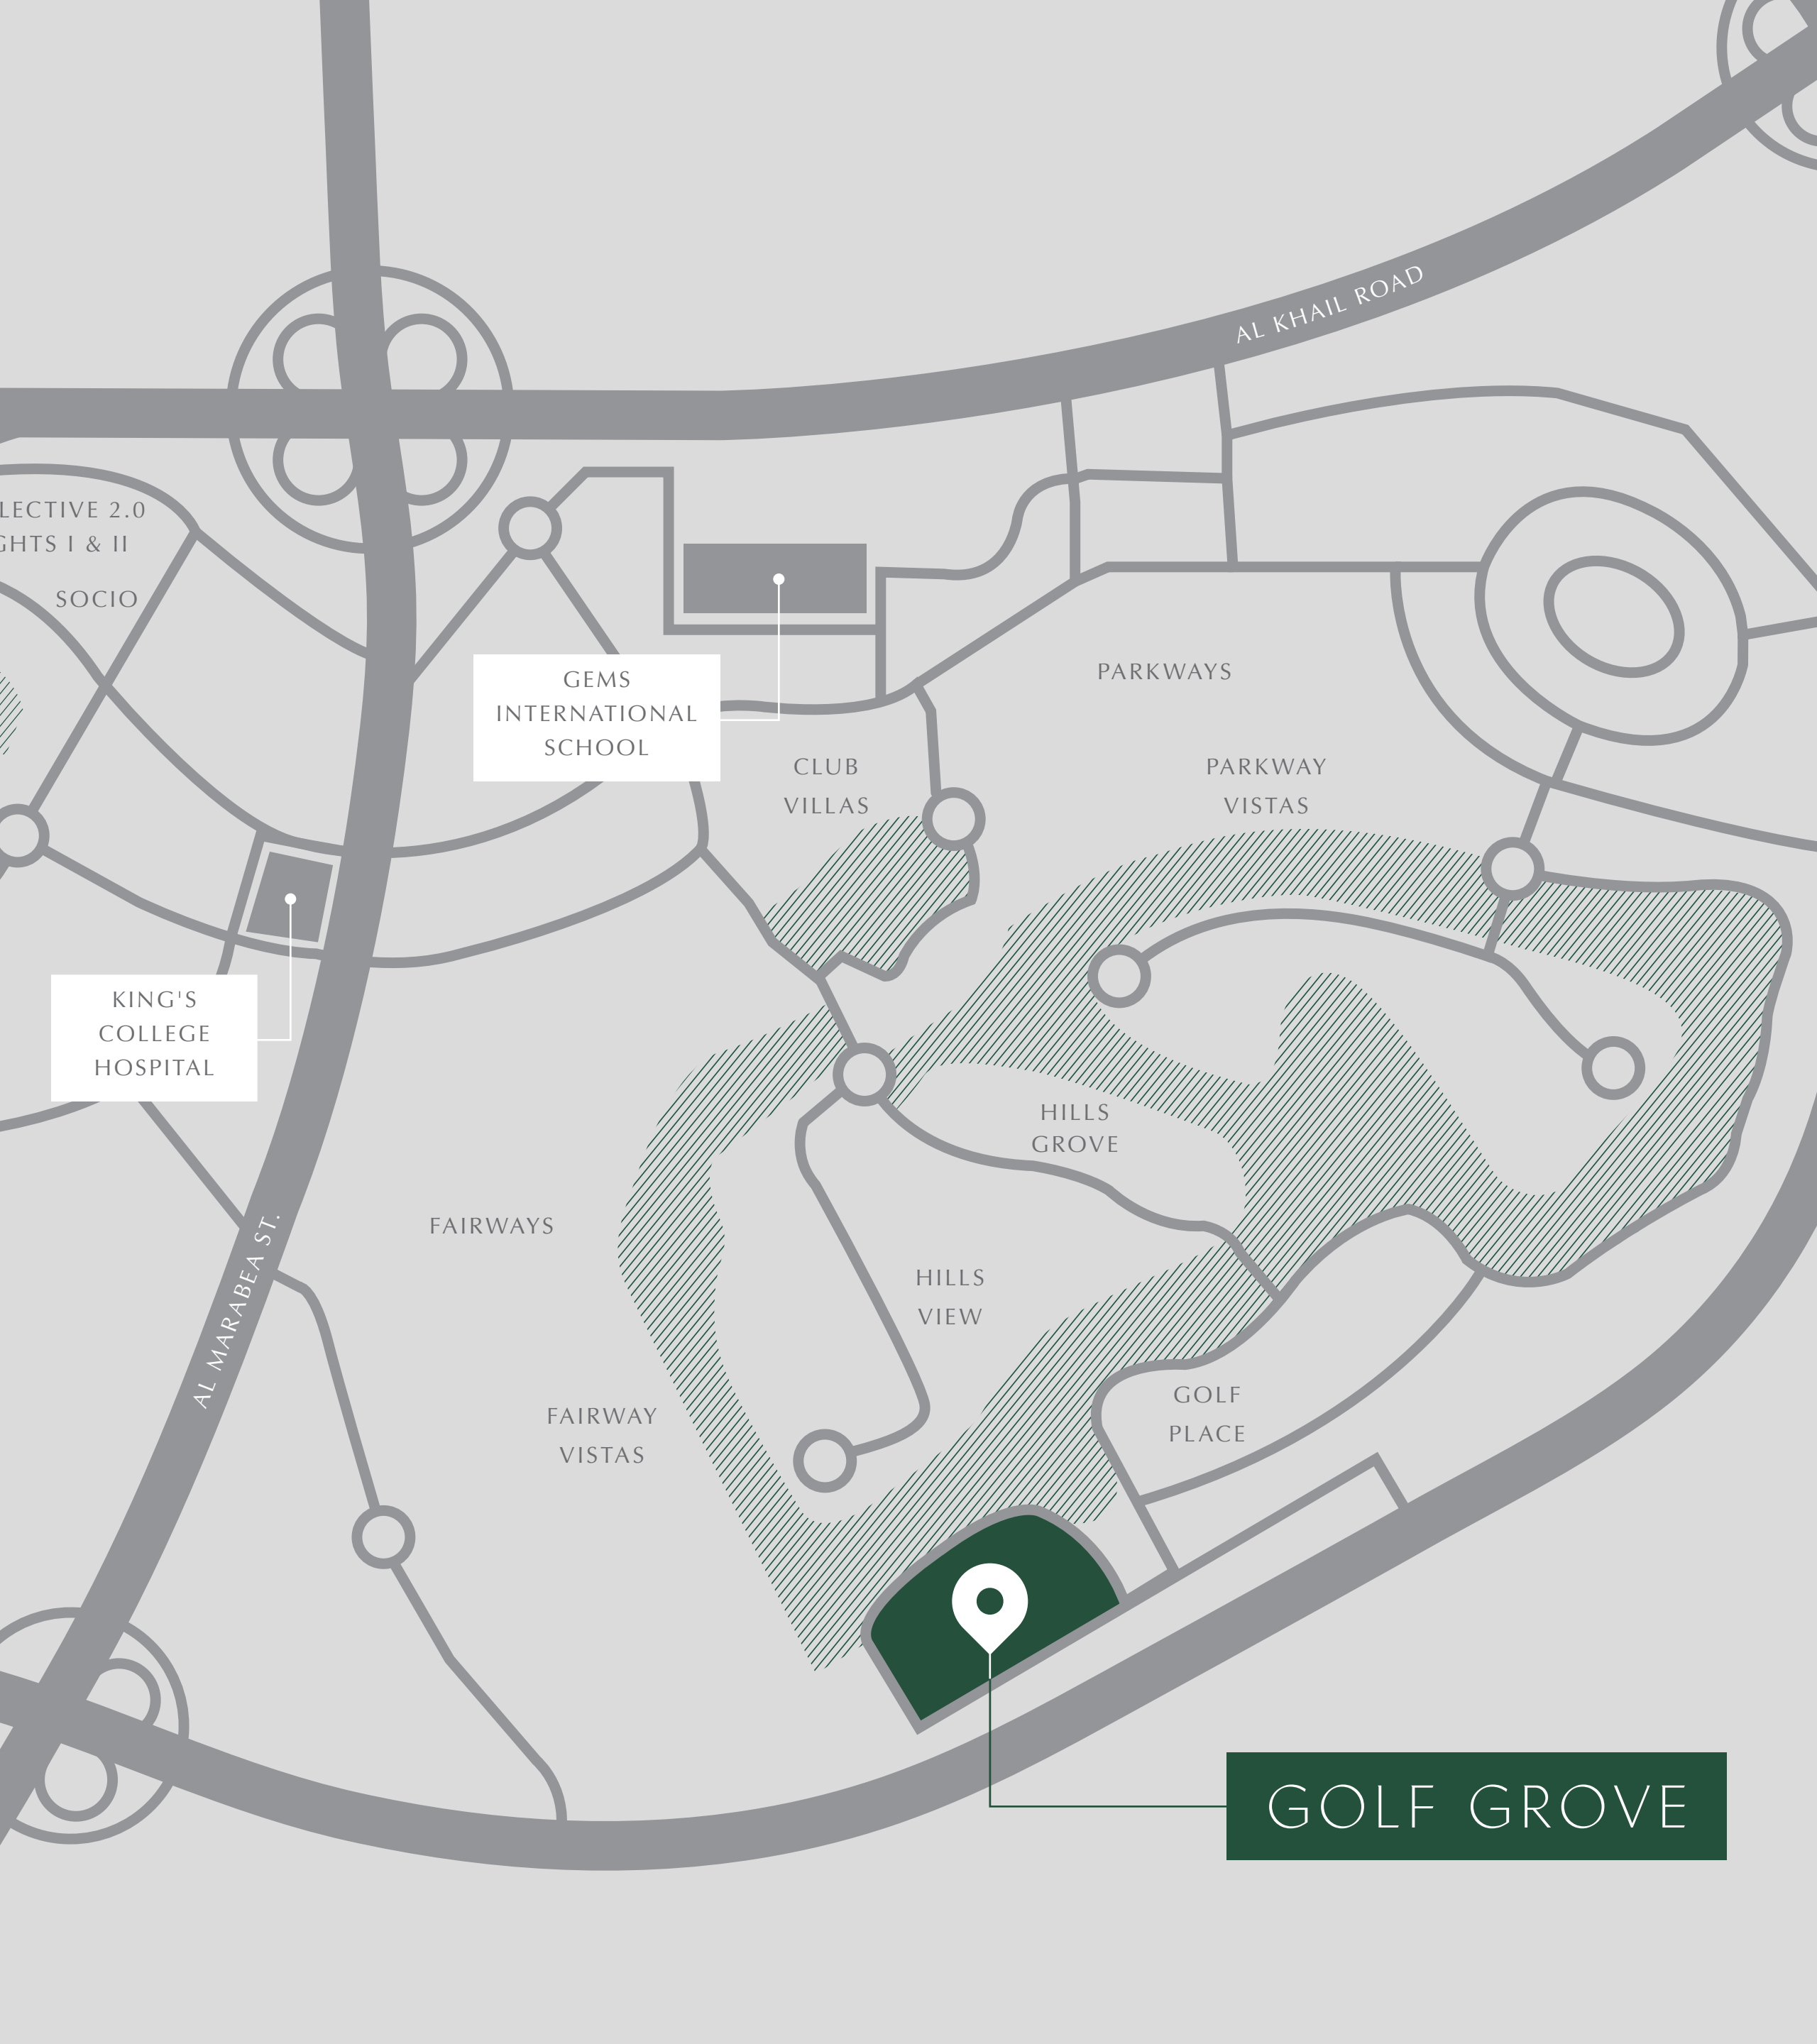 AL KHAIL ROAD
LECTIVE 2.0
GHTS I & II
SOCIO
GEMS
INTERNATIONAL
SCHOOL
PARKWAYS
CLUB
VILLAS
PARKWAY
VISTAS
KING'S
COLLEGE
HOSPITAL
HILLS
GROVE
FAIRWAYS
AL MARABEA ST.
HILLS
VIEW
FAIRWAY
VISTAS
GOLF
PLACE
GOLF GROVE